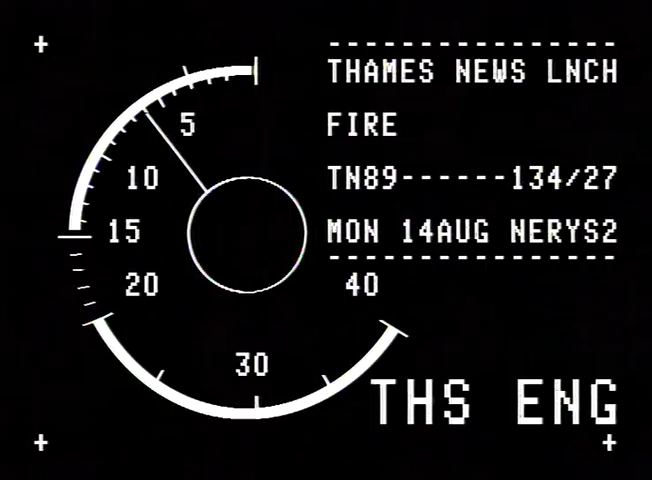 THAMES NEWS LNCH
FIRE
TN89------134/27
MON 14AUG NERYS2
5
10
15
20
30
40
THS ENG